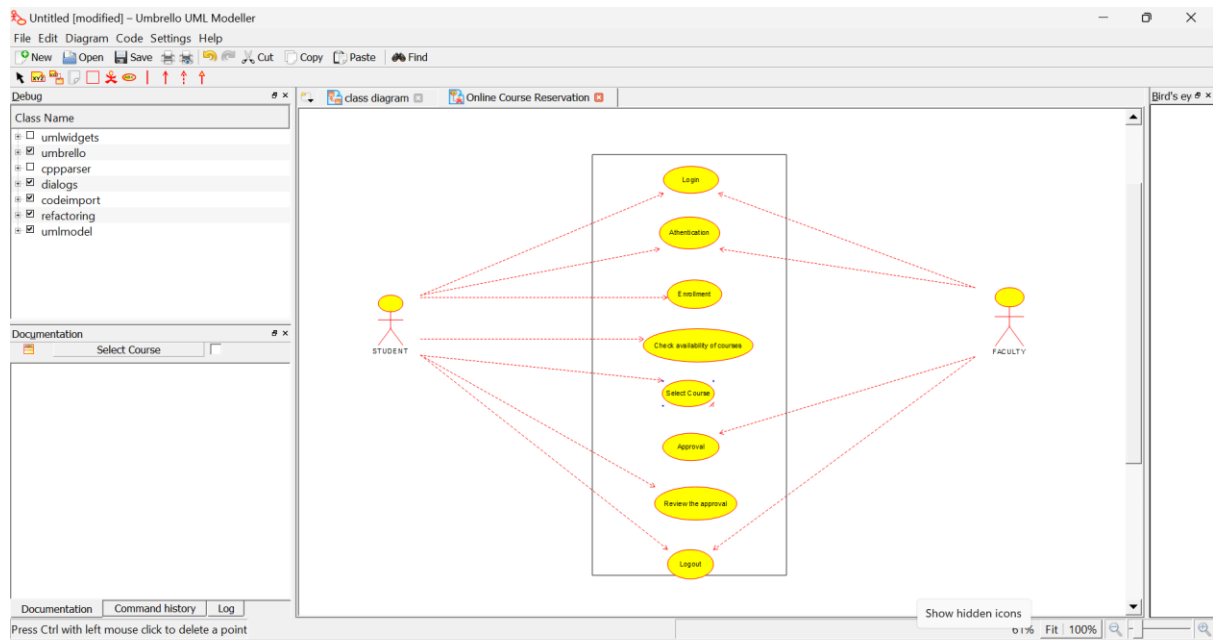 Untitled [modified] – Umbrello UML Modeller
File Edit Diagram Code Settings Help
New Open Save Cut Copy Paste Find
XYZ
Debug
class diagram
Online Course Reservation
Bird's ey
Class Name
umlwidgets
umbrello
cppparser
dialogs
codeimport
refactoring
umlmodel
Login
Athentication
Enrollment
Check availability of courses
STUDENT
FACULTY
Select Course
Approval
Review the approval
Logout
Documentation
Select Course
Documentation Command history Log
Show hidden icons
Press Ctrl with left mouse click to delete a point
61% Fit 100%